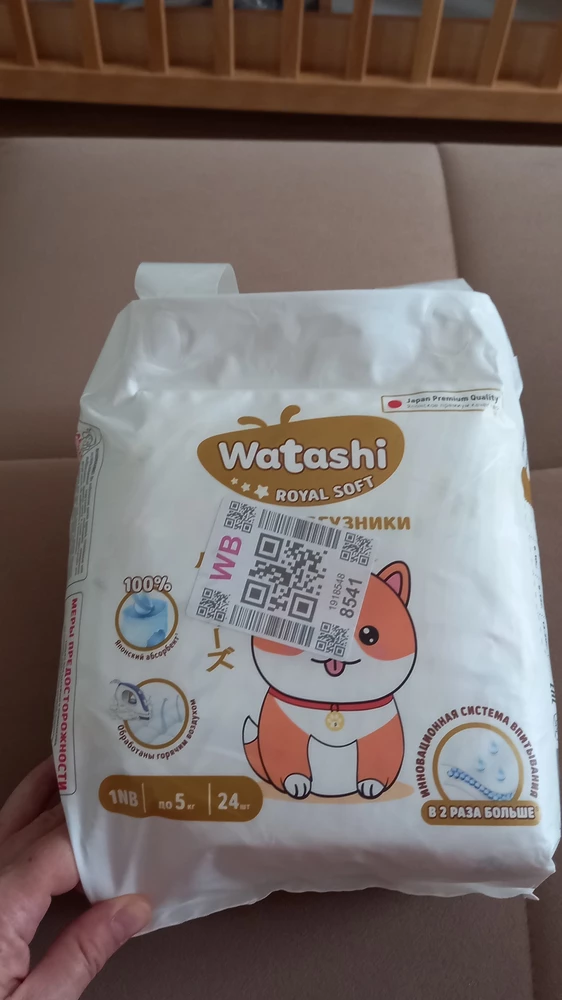 Japan Premium Quality
Watashi
ROYAL SOFT
WB
1918548
8541
ーズ
100%
Японский абсорбент
Обработаны горячим воздухом
МЕРЫ ПРЕДОСТОРОЖНОСТИ
1NB
до 5 кг
24 шт
ИННОВАЦИОННАЯ СИСТЕМА ВПИТЫВАНИЯ
В 2 РАЗА БОЛЬШЕ